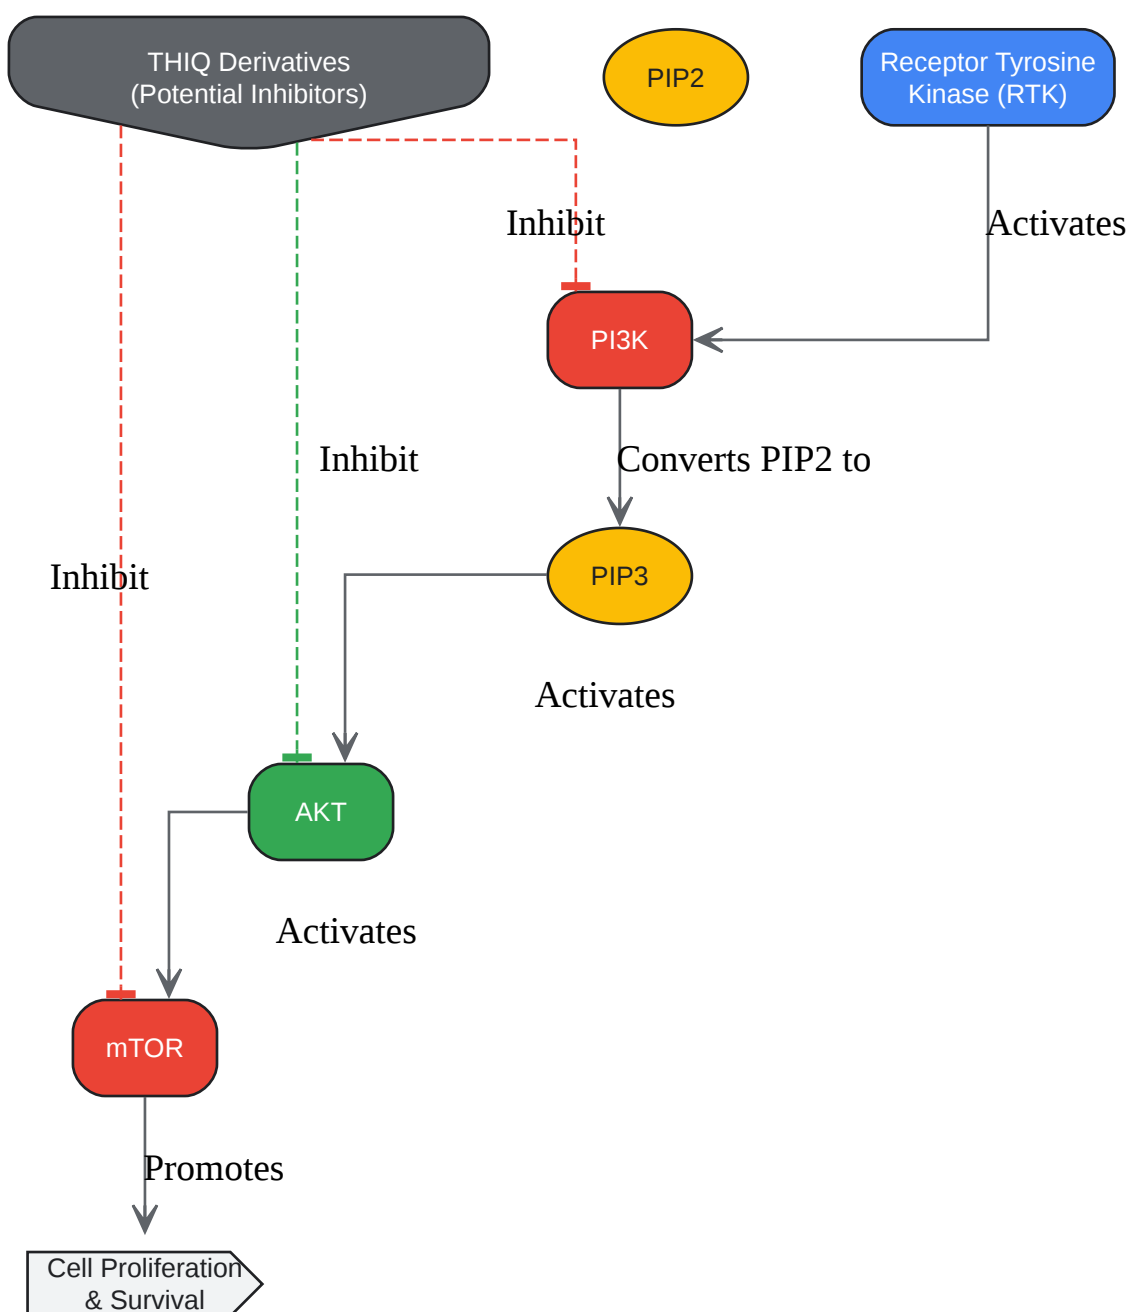 THIQ Derivatives
(Potential Inhibitors)
PIP2
Receptor Tyrosine
Kinase (RTK)
Inhibit
Activates
PI3K
Inhibit
Converts PIP2 to
Inhibit
PIP3
Activates
AKT
Activates
mTOR
Promotes
Cell Proliferation
& Survival